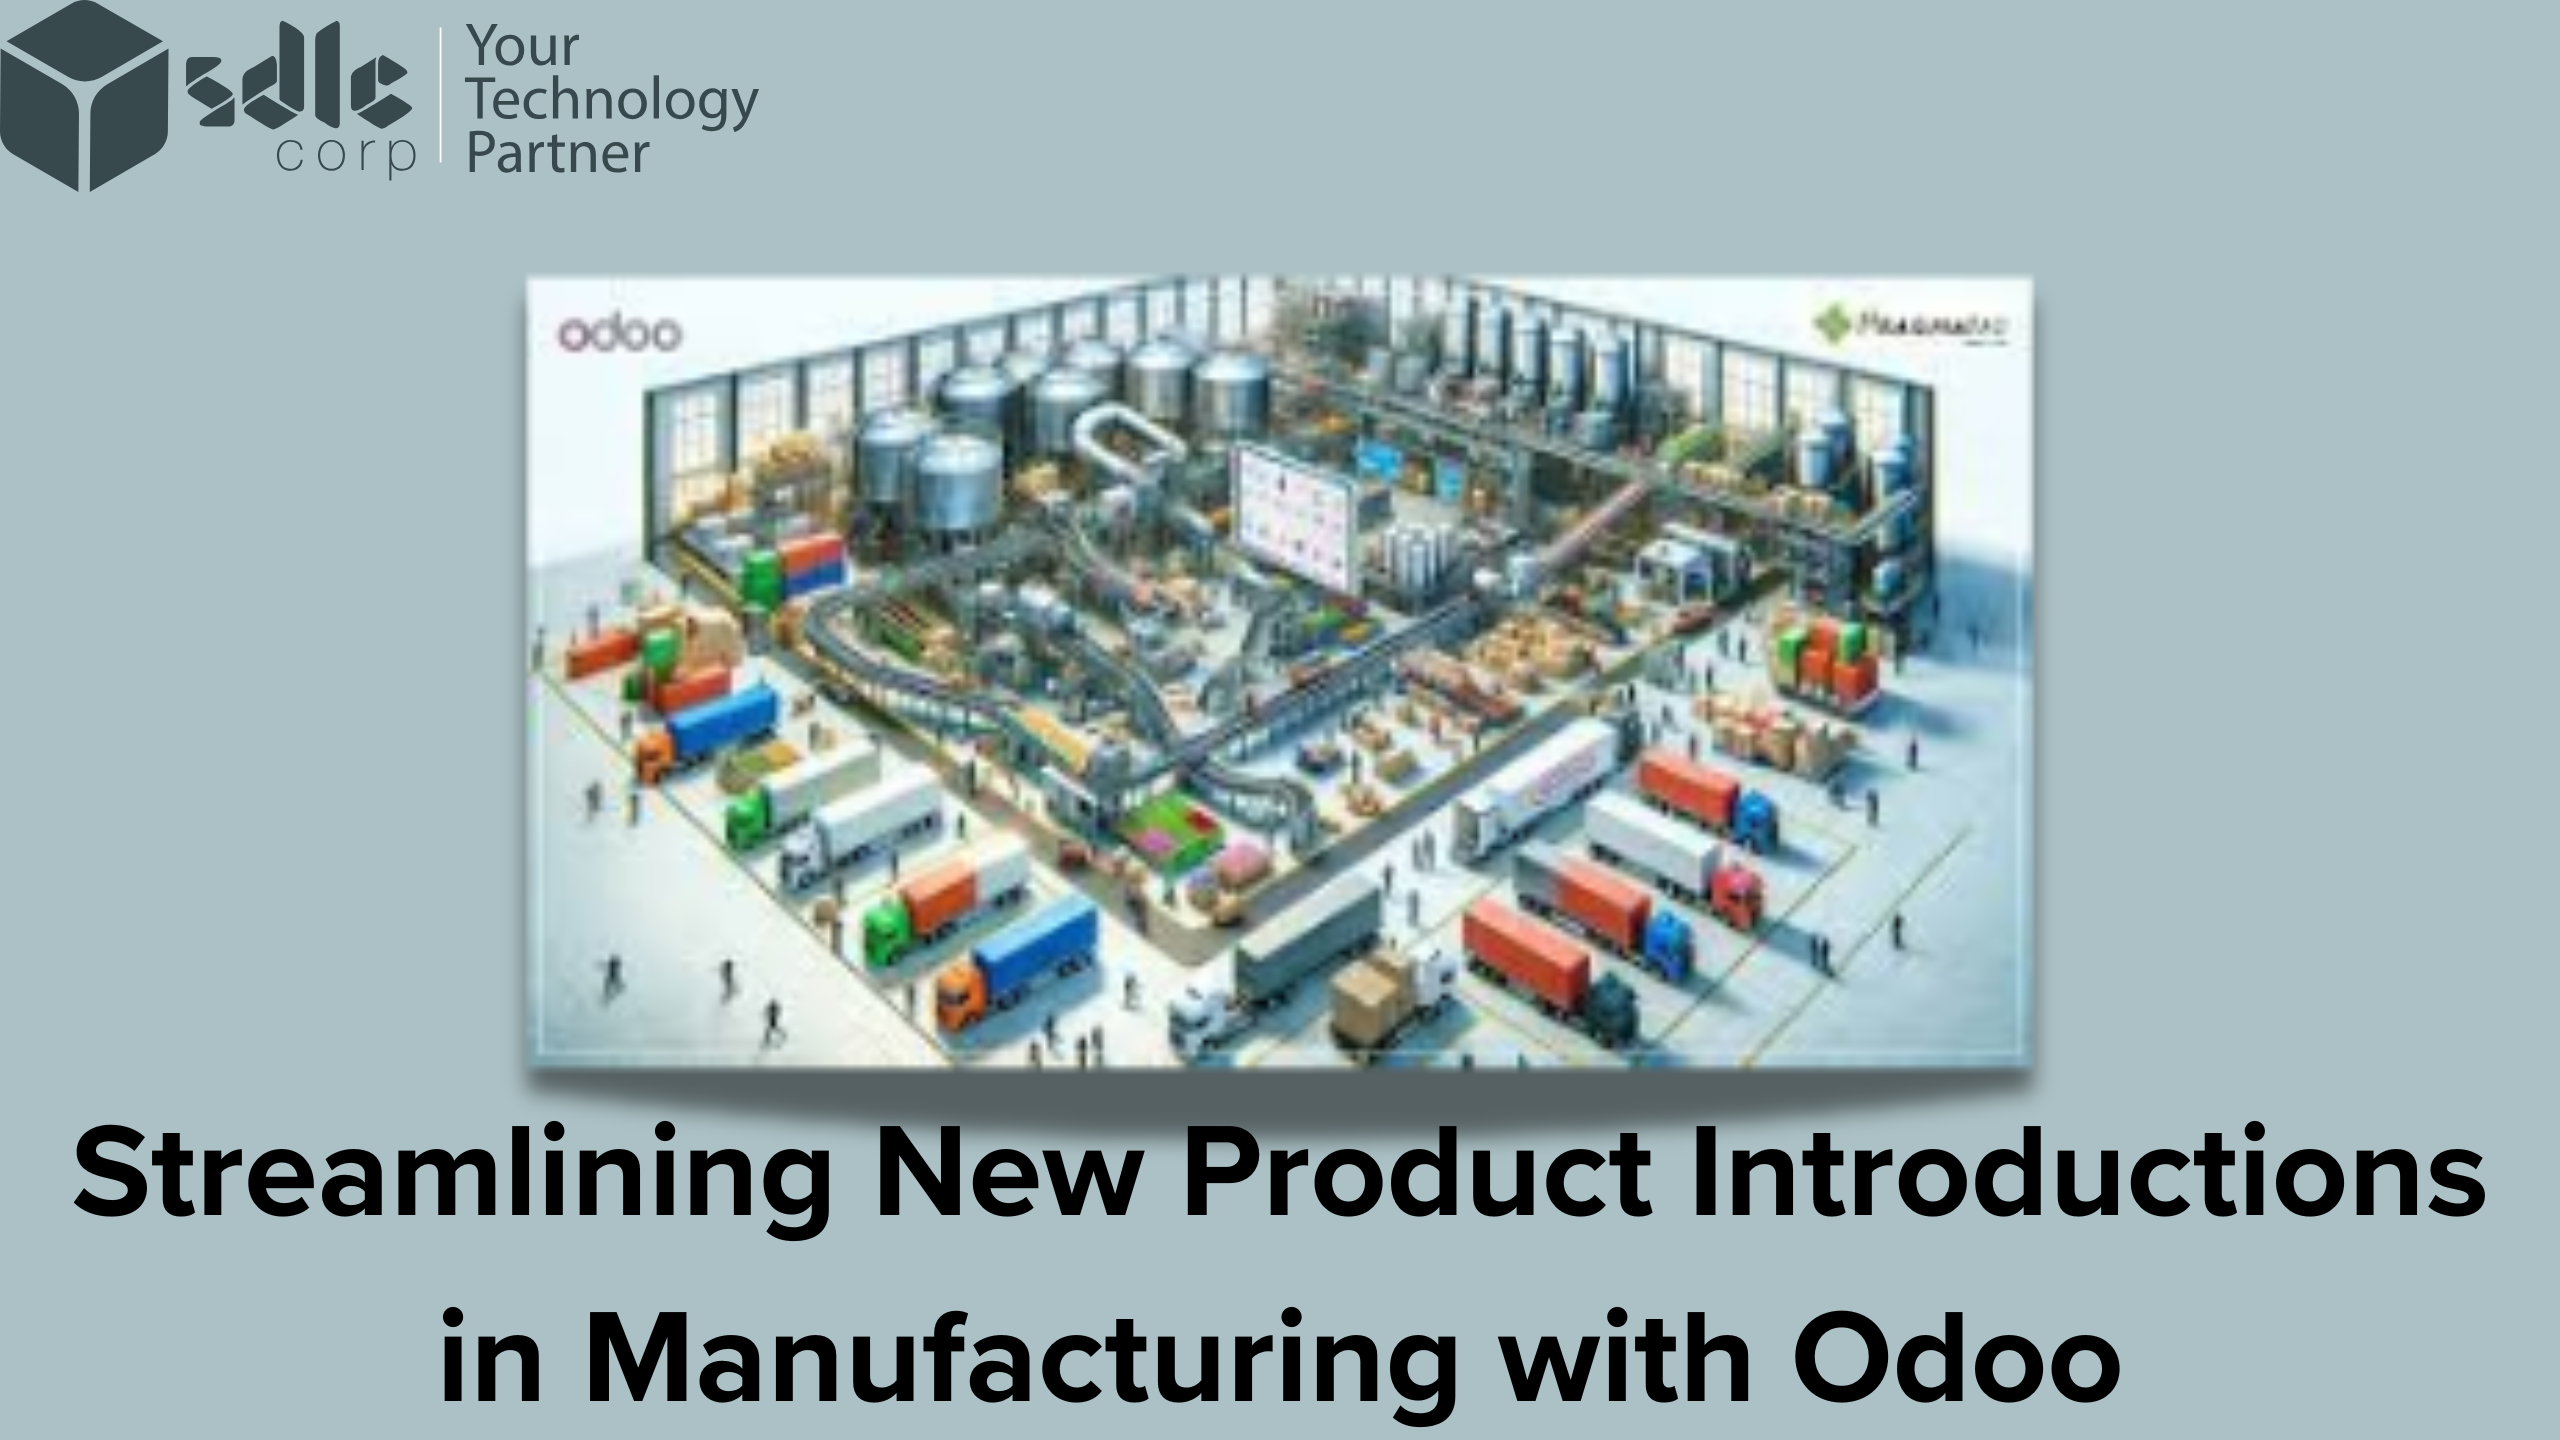 sdlc
corp
Your
Technology
Partner
odoo
Streamlining New Product Introductions
in Manufacturing with Odoo